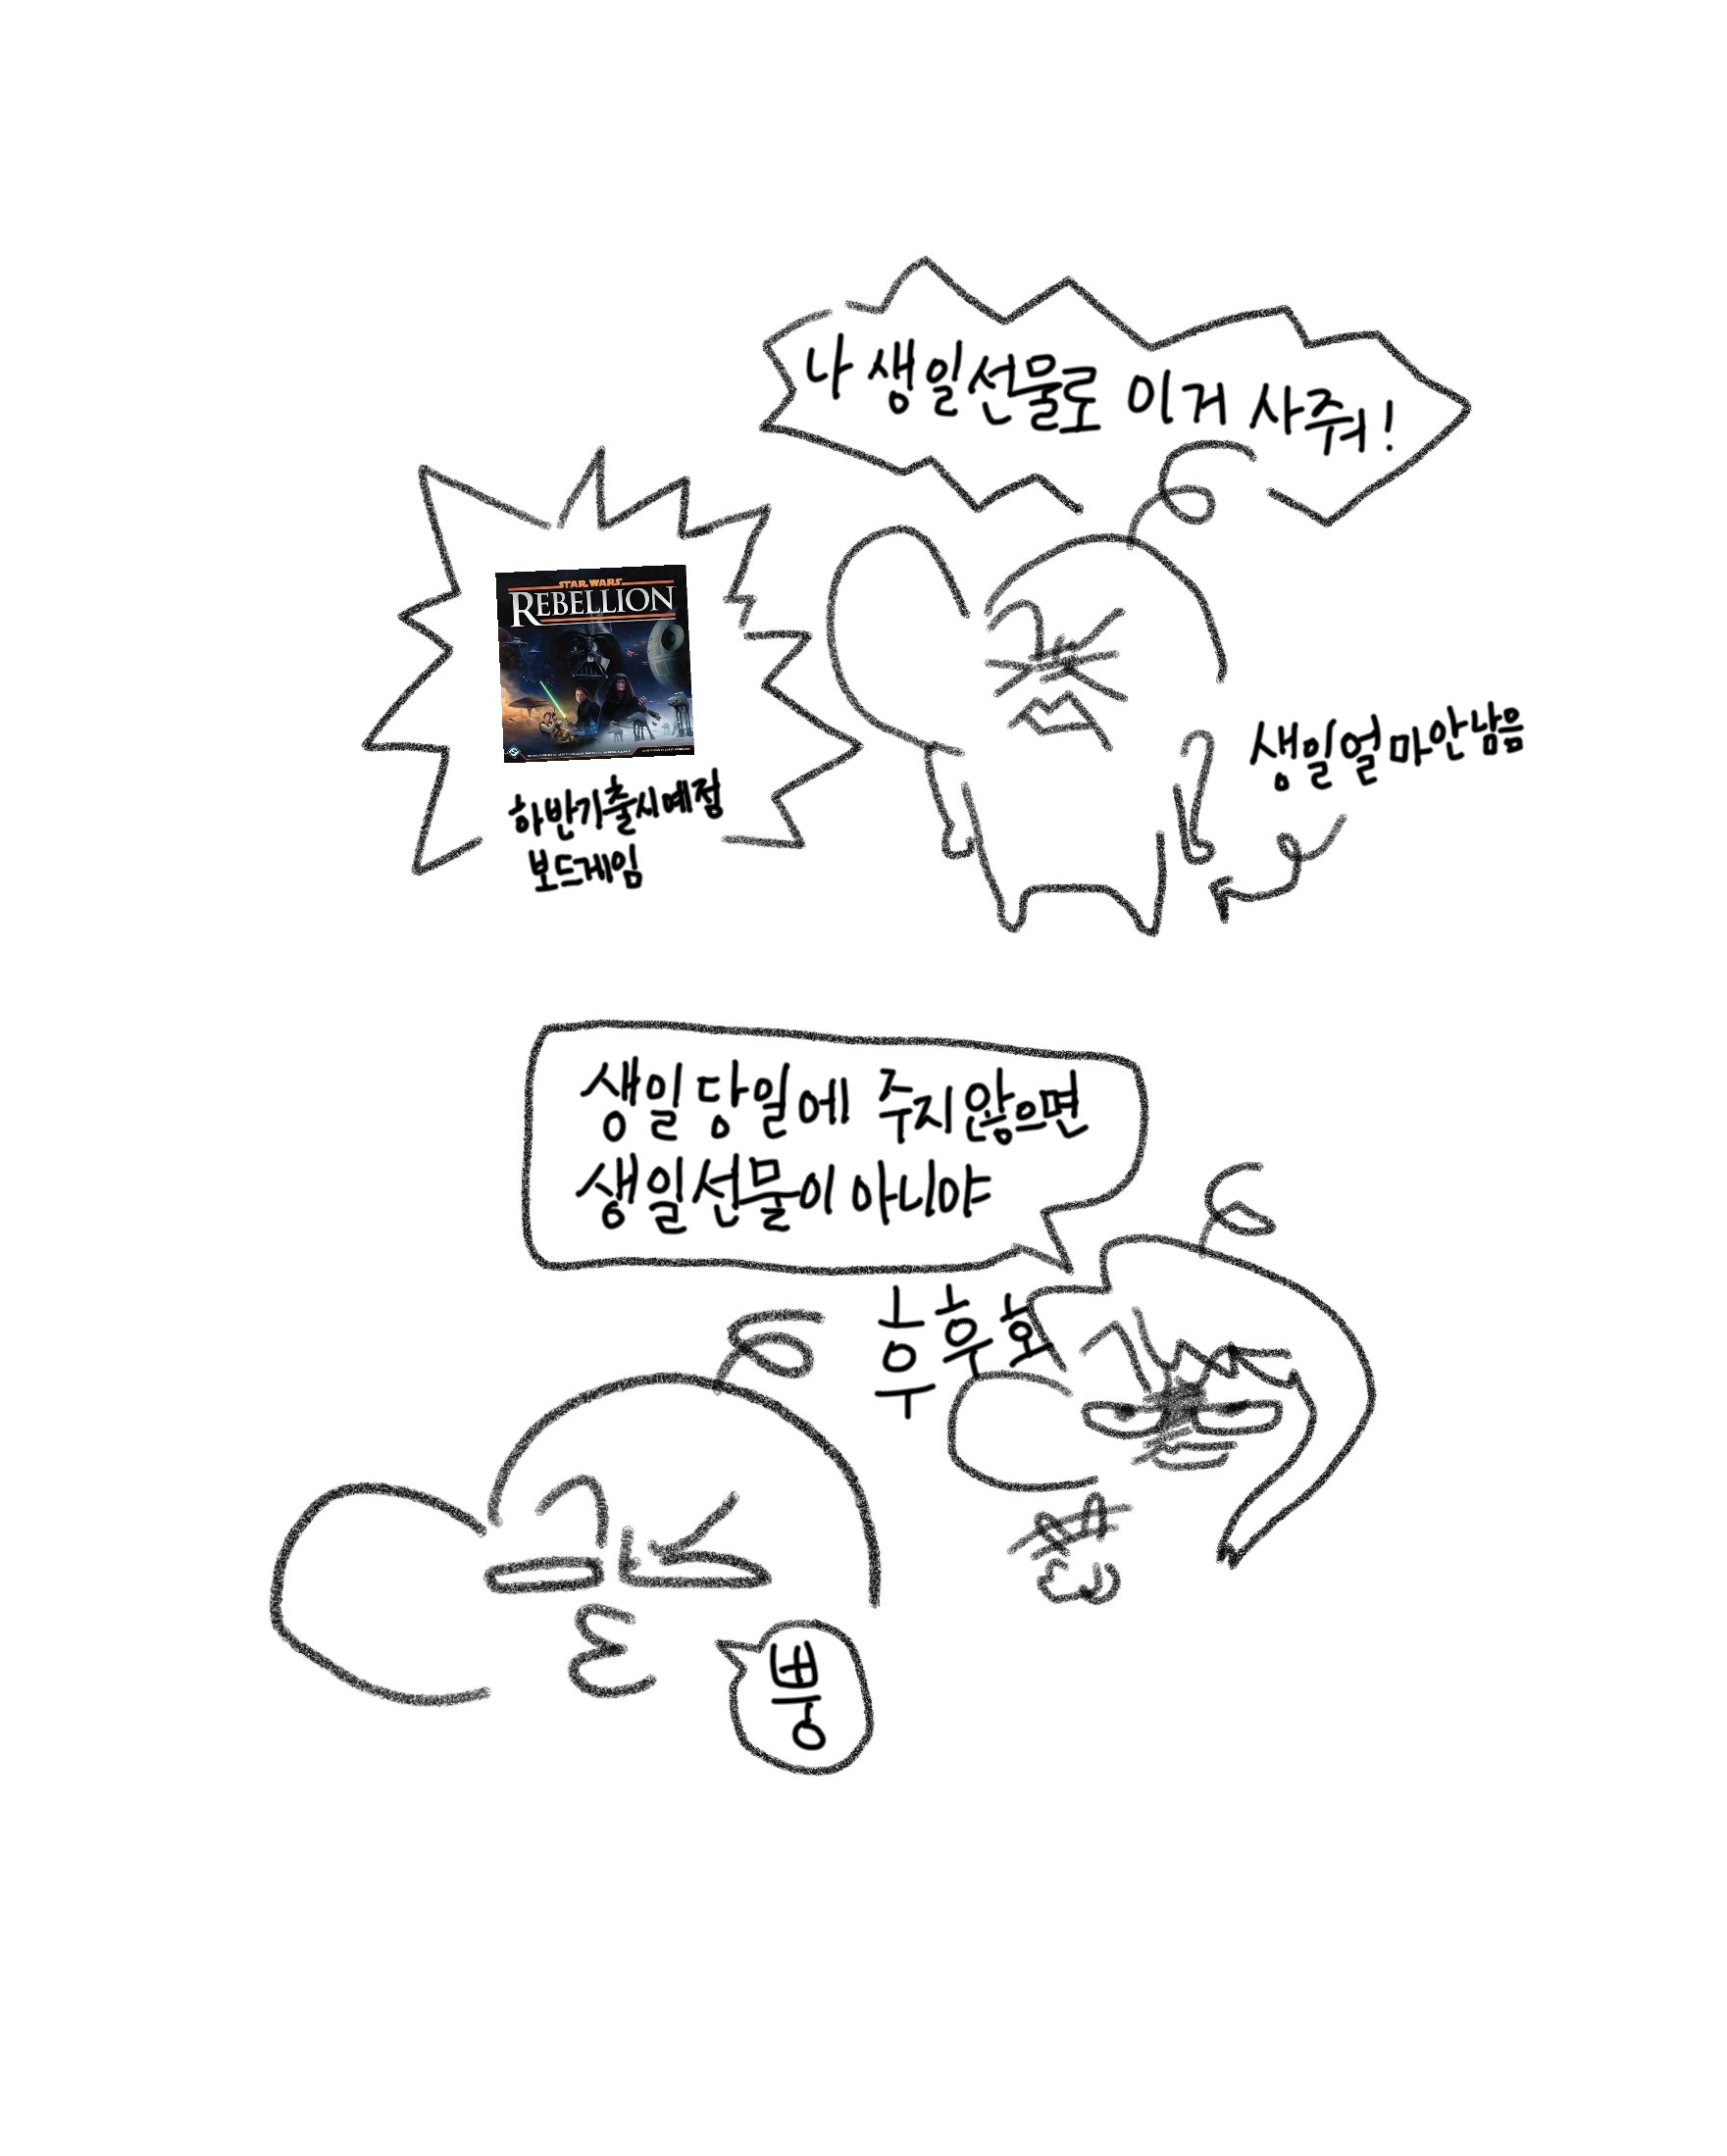 나 생일선물로 이거 사줘!
STAR WARS
REBELLION
하반기출시예정
보드게임
생일얼마안남음
생일당일에 주지않으면
생일선물이 아니야
흐후화
뿡